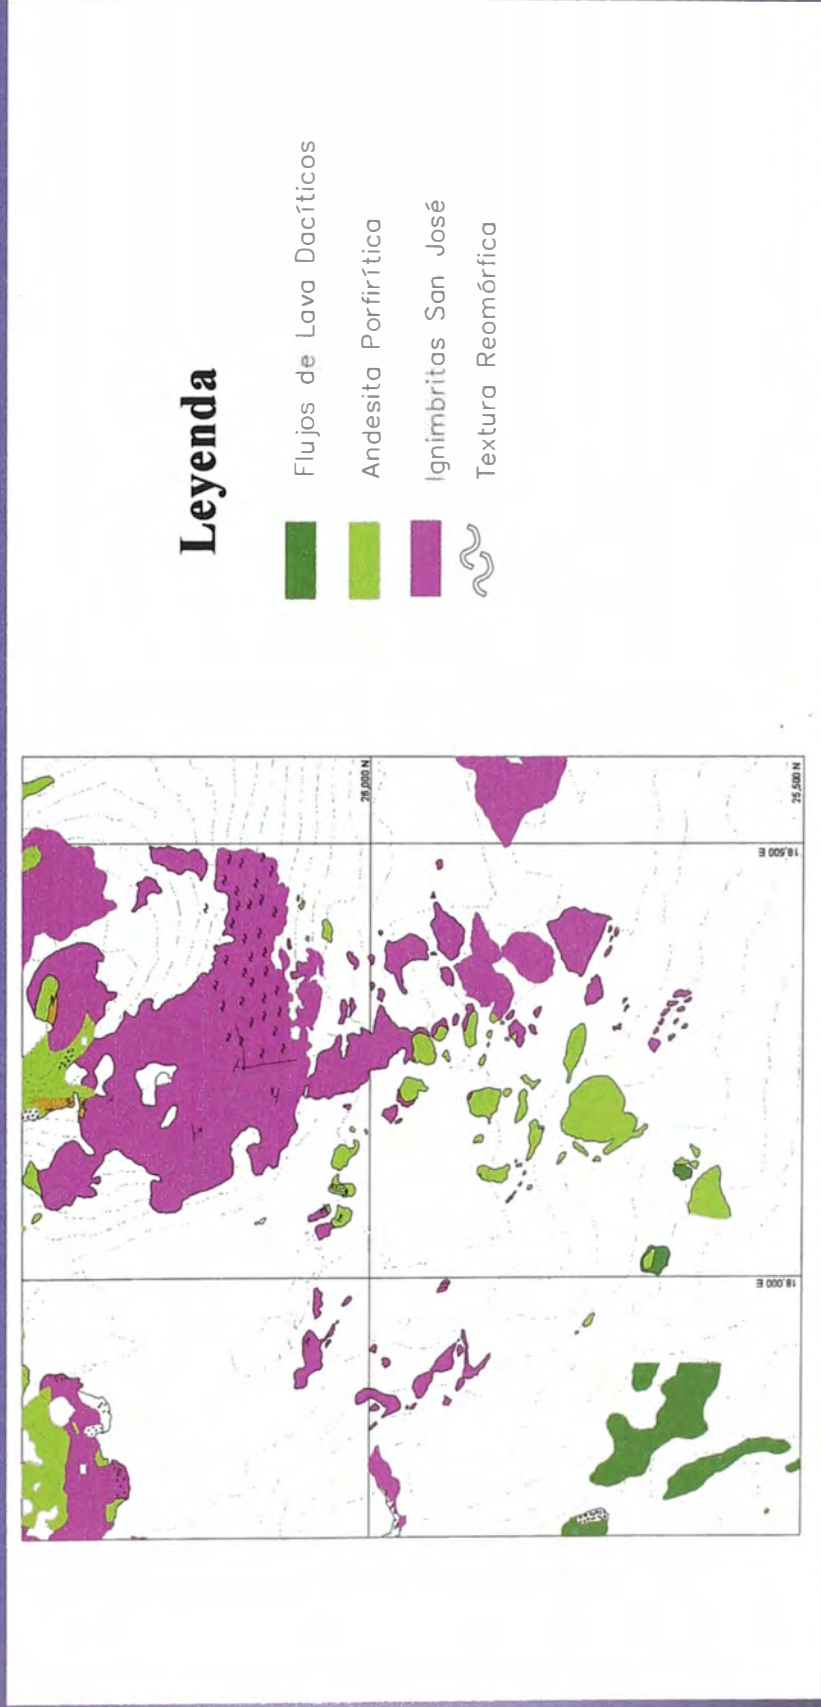 Leyenda
Flujos de Lava Dacíticos
Andesita Porfirítica
Ignimbritas San José
Textura Reomórfica
26,000 N
25,500 N
18,500 E
18,000 E